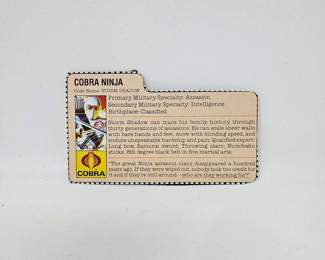 COBRA NINJA
Code Name: STORM SHADOW
Primary Military Specialty: Assassin
Secondary Military Specialty: Intelligence
Birthplace: Classified
Storm Shadow can trace his family history through
thirty generations of assassins. He can scale sheer walls
with bare hands and feet, move with blinding speed, and
endure unspeakable hardship and pain. Qualified expert:
Long bow, Samurai sword, Throwing stars, Nunchaku
sticks, 8th degree black belt in five martial arts.
COBRA
"The great Ninja assassin clans disappeared a hundred
years ago. If they were wiped out, nobody took the credit for
it and if they're still around—who are they working for?"